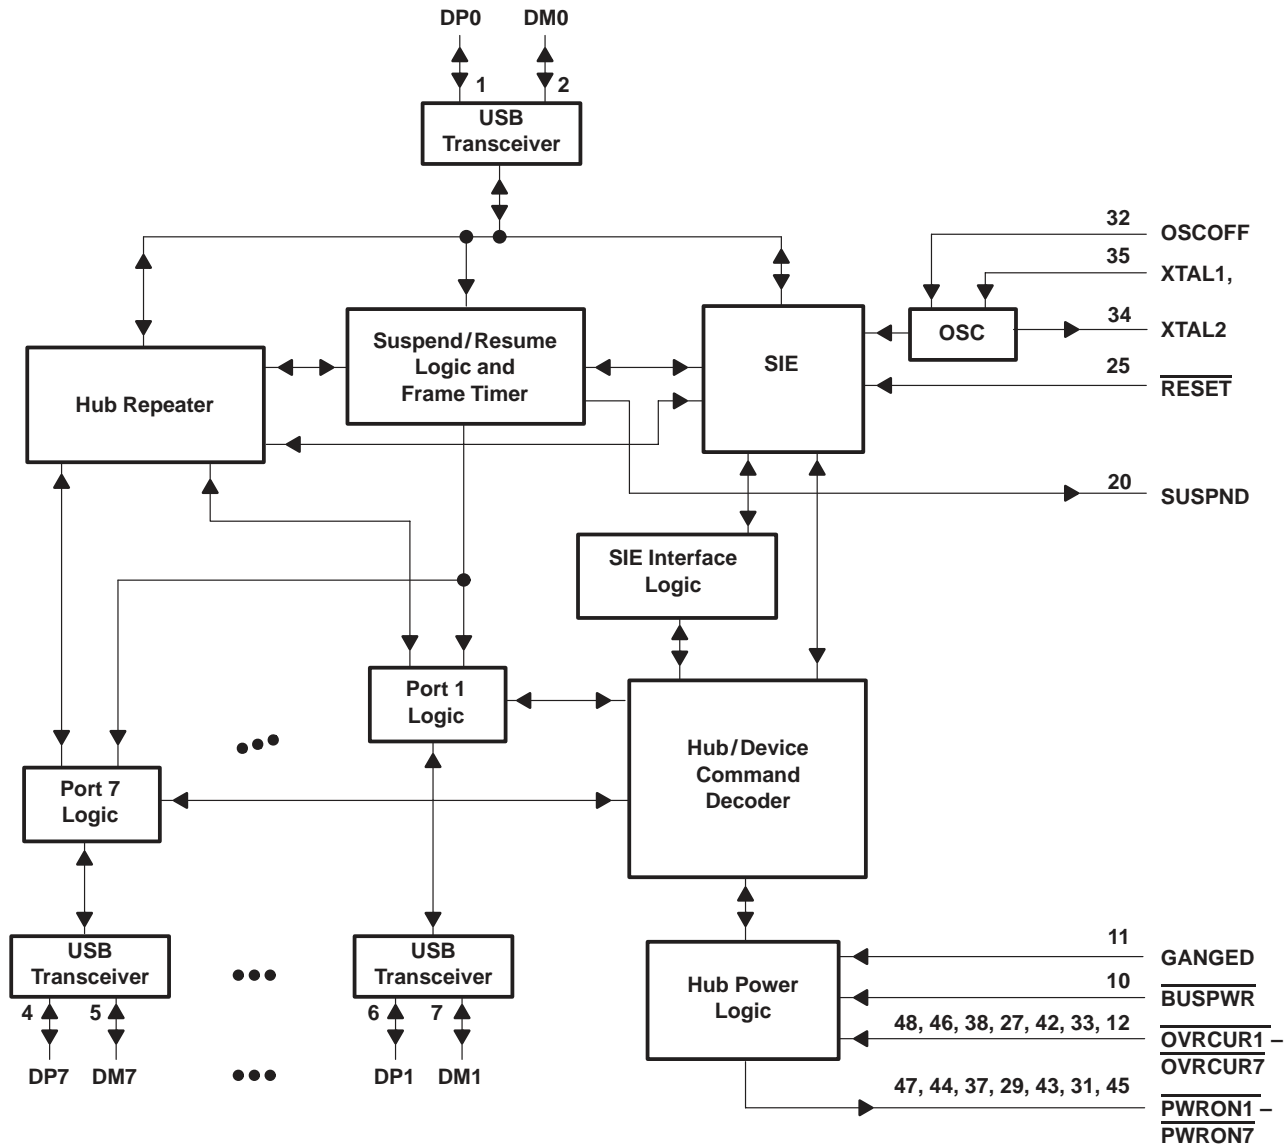 DP0 DM0
1 2
USB
Transceiver
32 OSCOFF
35 XTAL1,
OSC
34 XTAL2
Suspend/Resume
Logic and
Frame Timer
SIE
25 RESET
Hub Repeater
20 SUSPND
SIE Interface
Logic
Port 1
Logic
Hub/Device
Command
Decoder
Port 7
Logic
USB
Transceiver
USB
Transceiver
4 5 6 7
DP7 DM7 DP1 DM1
Hub Power
Logic
11 GANGED
10 BUSPWR
48, 46, 38, 27, 42, 33, 12 OVRCUR1 –
OVRCUR7
47, 44, 37, 29, 43, 31, 45 PWRON1 –
PWRON7